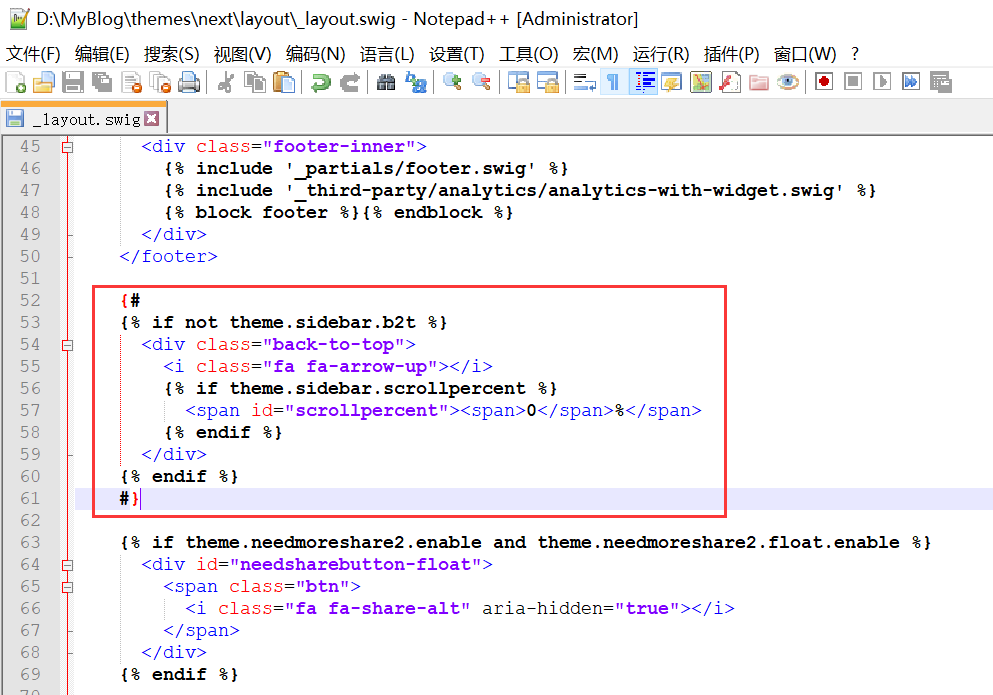 D:\MyBlog\themes\next\layout\_layout.swig - Notepad++ [Administrator]
文件(F) 编辑(E) 搜索(S) 视图(V) 编码(N) 语言(L) 设置(T) 工具(O) 宏(M) 运行(R) 插件(P) 窗口(W) ?
_layout.swig
45 <div class="footer-inner">
46 {% include '_partials/footer.swig' %}
47 {% include '_third-party/analytics/analytics-with-widget.swig' %}
48 {% block footer %}{% endblock %}
49 </div>
50 </footer>
51
52 {#
53 {% if not theme.sidebar.b2t %}
54 <div class="back-to-top">
55 <i class="fa fa-arrow-up"></i>
56 {% if theme.sidebar.scrollpercent %}
57 <span id="scrollpercent"><span>0</span>%</span>
58 {% endif %}
59 </div>
60 {% endif %}
61 #}
62
63 {% if theme.needmoreshare2.enable and theme.needmoreshare2.float.enable %}
64 <div id="needsharebutton-float">
65 <span class="btn">
66 <i class="fa fa-share-alt" aria-hidden="true"></i>
67 </span>
68 </div>
69 {% endif %}
70